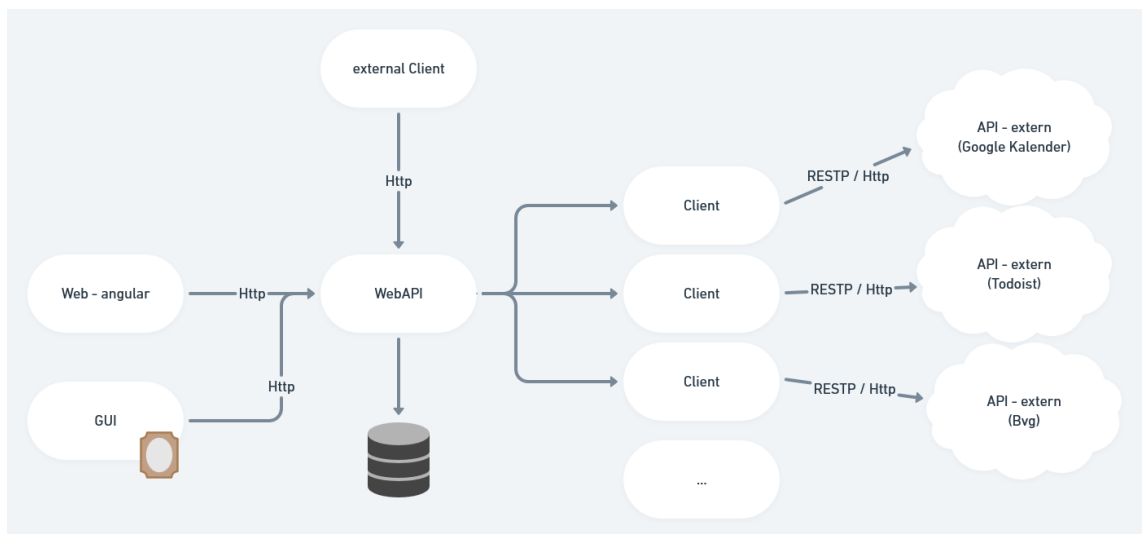 external Client
Http
Web - angular
Http
WebAPI
GUI
Http
Client
RESTP / Http
API - extern
(Google Kalender)
Client
RESTP / Http
API - extern
(Todoist)
Client
RESTP / Http
API - extern
(Bvg)
...